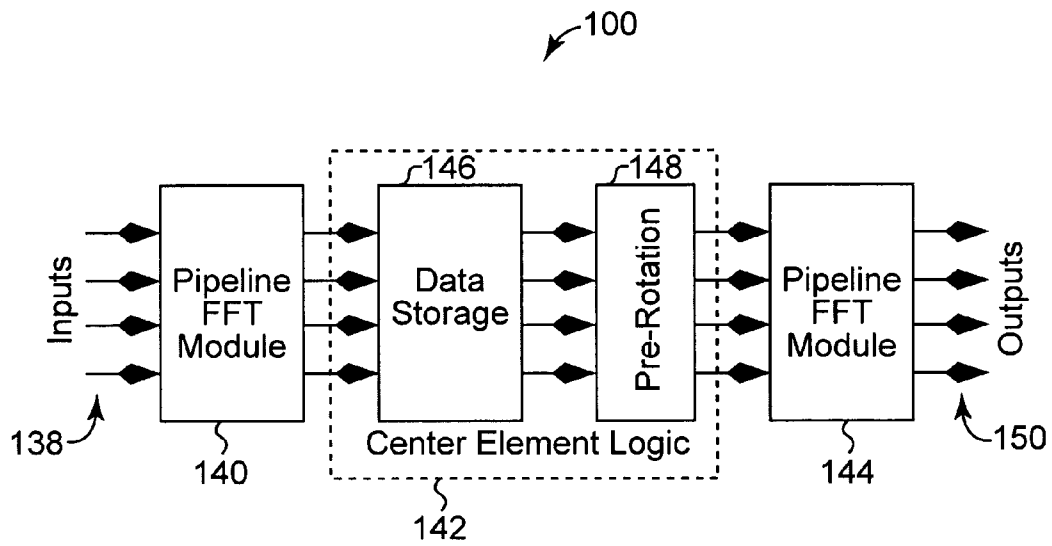 100
146
148
Inputs
Pipeline
FFT
Module
Data
Storage
Pre-Rotation
Pipeline
FFT
Module
Outputs
Center Element Logic
138
140
142
144
150